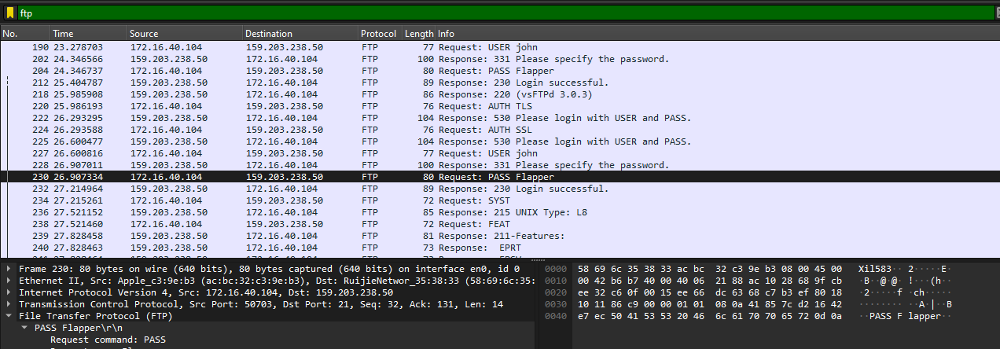 ftp
No. Time Source Destination Protocol Length Info
190 23.278703 172.16.40.104 159.203.238.50 FTP 77 Request: USER john
202 24.346566 159.203.238.50 172.16.40.104 FTP 100 Response: 331 Please specify the password.
204 24.346737 172.16.40.104 159.203.238.50 FTP 80 Request: PASS Flapper
212 25.404787 159.203.238.50 172.16.40.104 FTP 89 Response: 230 Login successful.
218 25.985908 159.203.238.50 172.16.40.104 FTP 86 Response: 220 (vsFTPd 3.0.3)
220 25.986193 172.16.40.104 159.203.238.50 FTP 76 Request: AUTH TLS
222 26.293295 159.203.238.50 172.16.40.104 FTP 104 Response: 530 Please login with USER and PASS.
224 26.293588 172.16.40.104 159.203.238.50 FTP 76 Request: AUTH SSL
225 26.600477 159.203.238.50 172.16.40.104 FTP 104 Response: 530 Please login with USER and PASS.
227 26.600816 172.16.40.104 159.203.238.50 FTP 77 Request: USER john
228 26.907011 159.203.238.50 172.16.40.104 FTP 100 Response: 331 Please specify the password.
230 26.907334 172.16.40.104 159.203.238.50 FTP 80 Request: PASS Flapper
232 27.214964 159.203.238.50 172.16.40.104 FTP 89 Response: 230 Login successful.
234 27.215261 172.16.40.104 159.203.238.50 FTP 72 Request: SYST
236 27.521152 159.203.238.50 172.16.40.104 FTP 85 Response: 215 UNIX Type: L8
238 27.521460 172.16.40.104 159.203.238.50 FTP 72 Request: FEAT
239 27.828458 159.203.238.50 172.16.40.104 FTP 81 Response: 211-Features:
240 27.828463 159.203.238.50 172.16.40.104 FTP 73 Response:  EPRT
Frame 230: 80 bytes on wire (640 bits), 80 bytes captured (640 bits) on interface en0, id 0
Ethernet II, Src: Apple_c3:9e:b3 (ac:bc:32:c3:9e:b3), Dst: RuijieNetwor_35:38:33 (58:69:6c:35:
Internet Protocol Version 4, Src: 172.16.40.104, Dst: 159.203.238.50
Transmission Control Protocol, Src Port: 50703, Dst Port: 21, Seq: 32, Ack: 131, Len: 14
File Transfer Protocol (FTP)
PASS Flapper\r\n
Request command: PASS
0000 58 69 6c 35 38 33 ac bc 32 c3 9e b3 08 00 45 00 Xil583·· 2·····E·
0010 00 42 b6 b7 40 00 40 06 21 88 ac 10 28 68 9f cb ·B··@·@· !···(h··
0020 ee 32 c6 0f 00 15 ee 66 dc 63 68 c7 b3 ef 80 18 ·2·····f ·ch·····
0030 10 11 86 c9 00 00 01 01 08 0a 41 85 7c d2 16 42 ········ ··A·|··B
0040 e7 ec 50 41 53 53 20 46 6c 61 70 70 65 72 0d 0a ··PASS F lapper··